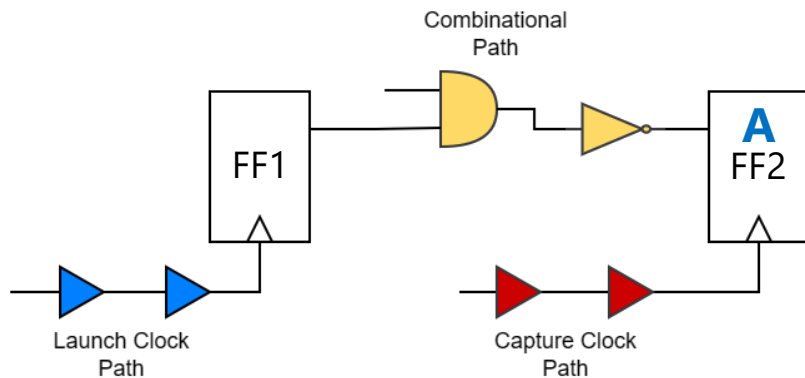 Combinational
Path
FF1
A
FF2
Launch Clock
Path
Capture Clock
Path